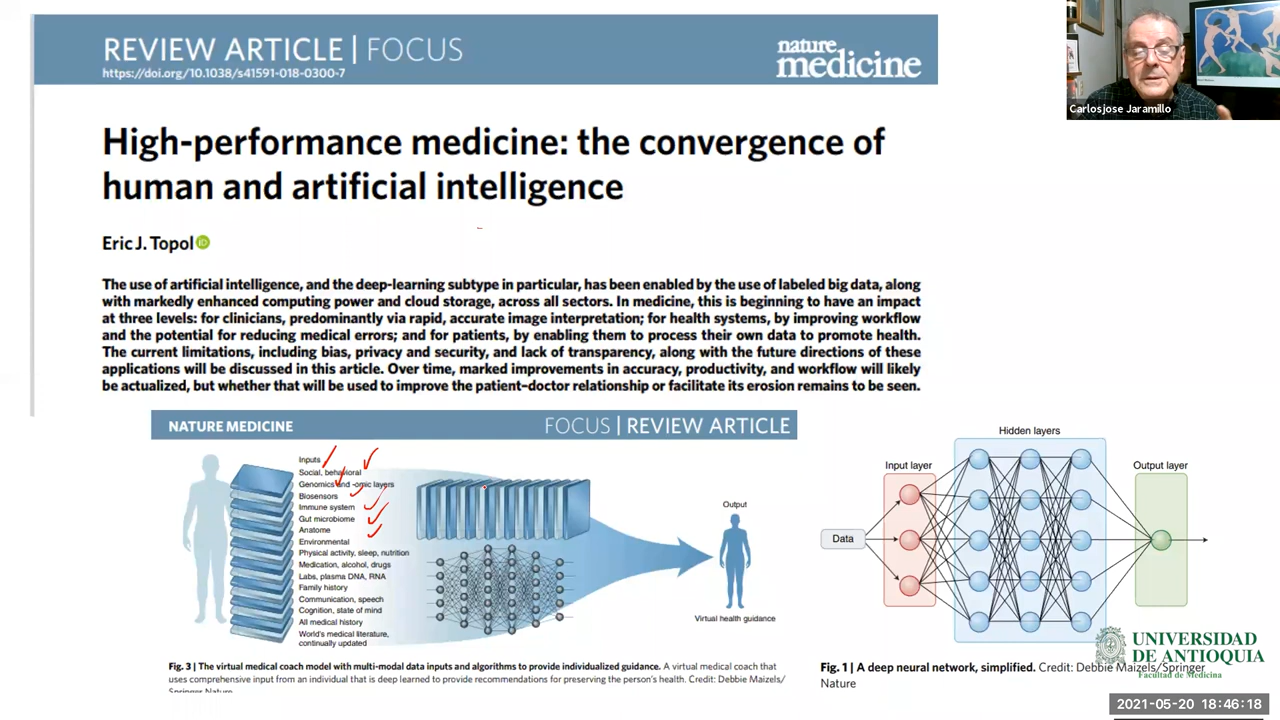 REVIEW ARTICLE | FOCUS
https://doi.org/10.1038/s41591-018-0300-7
nature
medicine
Carlosjose Jaramillo
High-performance medicine: the convergence of
human and artificial intelligence
Eric J. Topol
The use of artificial intelligence, and the deep-learning subtype in particular, has been enabled by the use of labeled big data, along
with markedly enhanced computing power and cloud storage, across all sectors. In medicine, this is beginning to have an impact
at three levels: for clinicians, predominantly via rapid, accurate image interpretation; for health systems, by improving workflow
and the potential for reducing medical errors; and for patients, by enabling them to process their own data to promote health.
The current limitations, including bias, privacy and security, and lack of transparency, along with the future directions of these
applications will be discussed in this article. Over time, marked improvements in accuracy, productivity, and workflow will likely
be actualized, but whether that will be used to improve the patient–doctor relationship or facilitate its erosion remains to be seen.
NATURE MEDICINE
FOCUS | REVIEW ARTICLE
Inputs
Social, behavioral
Genomics and -omic layers
Biosensors
Immune system
Gut microbiome
Anatome
Environmental
Physical activity, sleep, nutrition
Medication, alcohol, drugs
Labs, plasma DNA, RNA
Family history
Communication, speech
Cognition, state of mind
All medical history
World's medical literature,
continually updated
Output
Virtual health guidance
Fig. 3 | The virtual medical coach model with multi-modal data inputs and algorithms to provide individualized guidance. A virtual medical coach that
uses comprehensive input from an individual that is deep learned to provide recommendations for preserving the person's health. Credit: Debbie Maizels/
Springer Nature
Hidden layers
Input layer
Output layer
Data
Fig. 1 | A deep neural network, simplified. Credit: Debbie Maizels/Springer
Nature
UNIVERSIDAD
DE ANTIOQUIA
Facultad de Medicina
2021-05-20 18:46:18